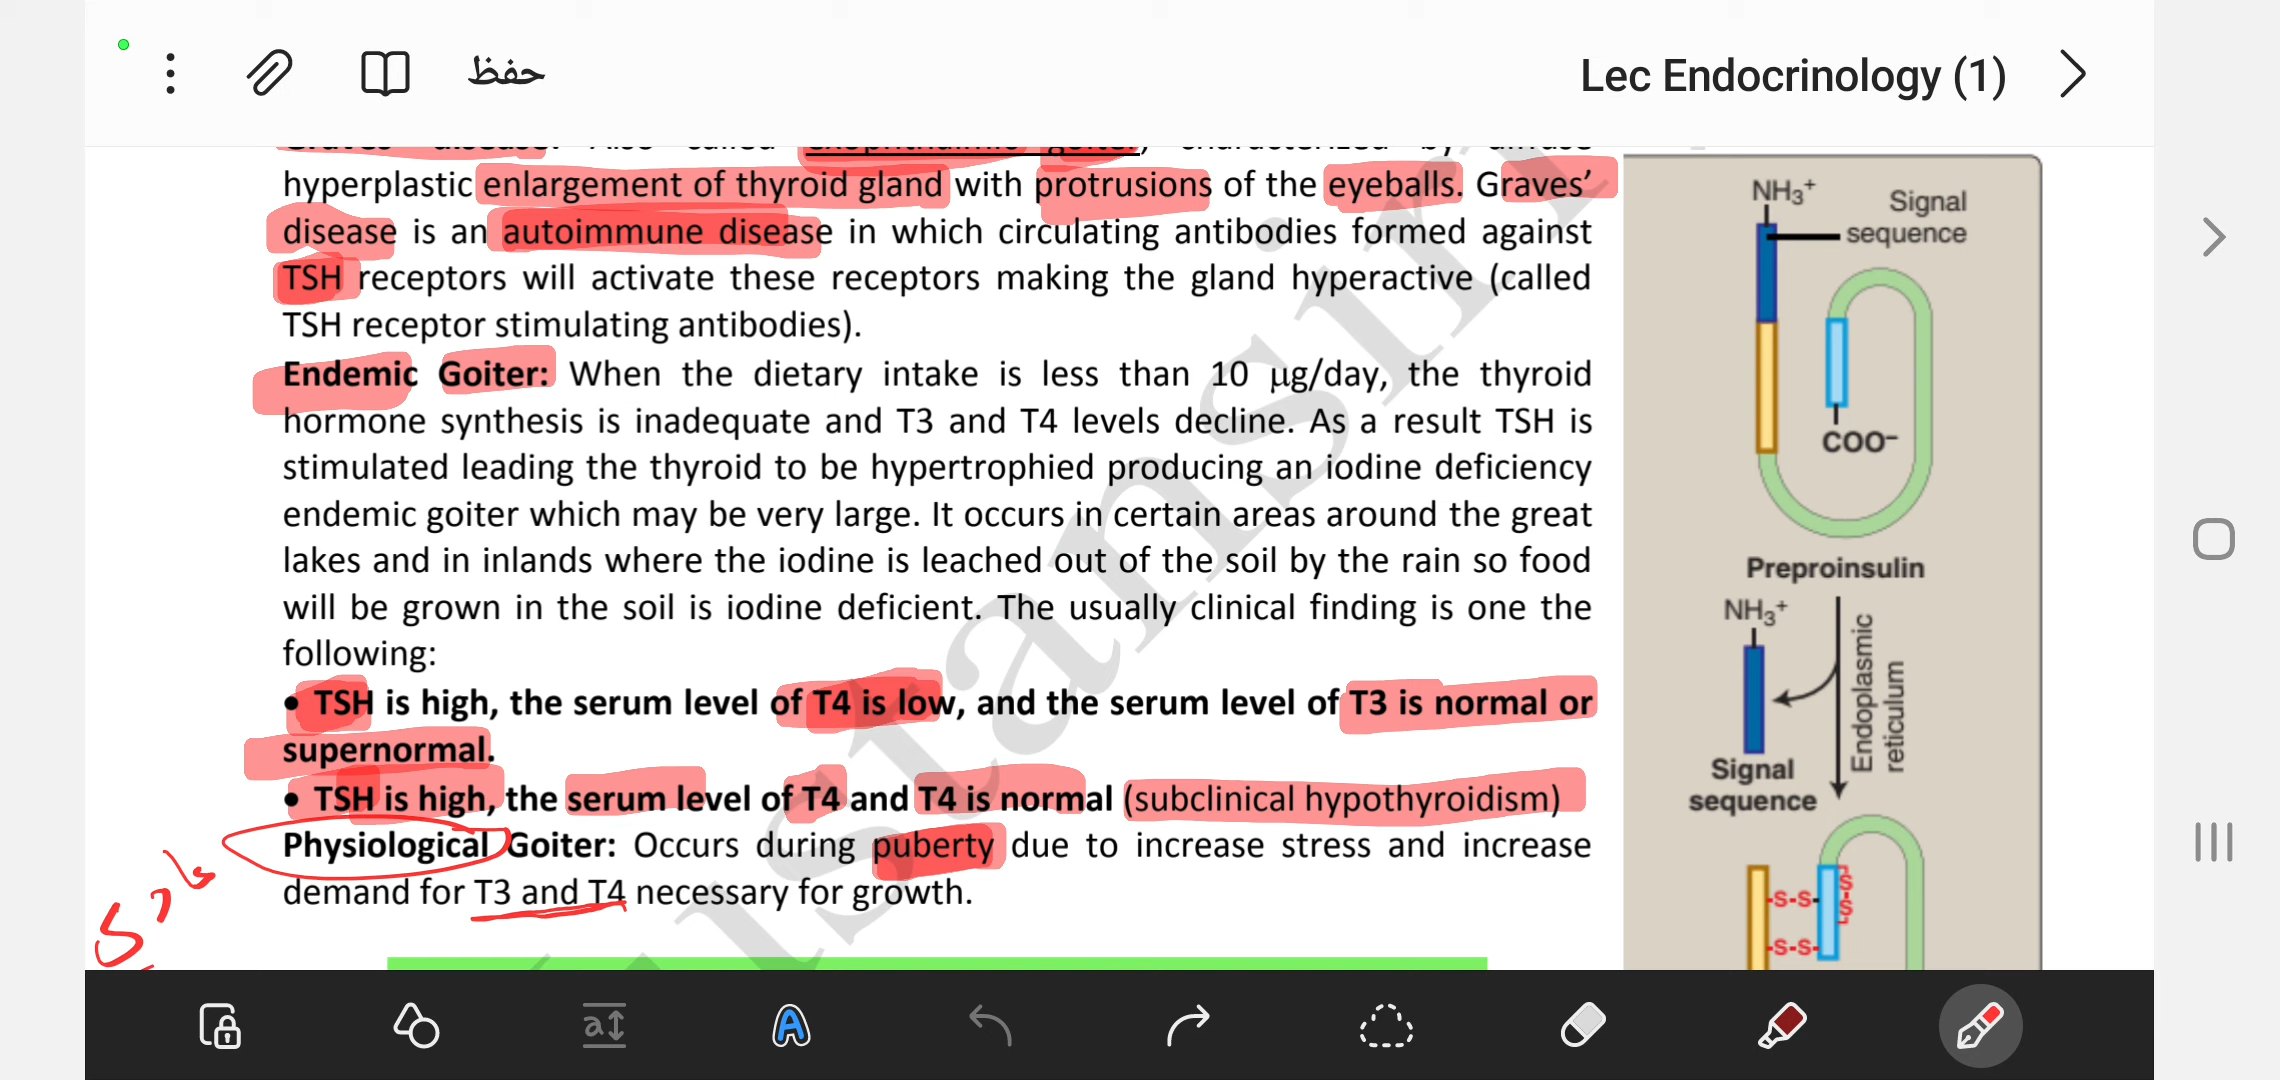 حفظ
Lec Endocrinology (1)
hyperplastic enlargement of thyroid gland with protrusions of the eyeballs. Graves’
disease is an autoimmune disease in which circulating antibodies formed against
TSH receptors will activate these receptors making the gland hyperactive (called
TSH receptor stimulating antibodies).
Endemic Goiter: When the dietary intake is less than 10 µg/day, the thyroid
hormone synthesis is inadequate and T3 and T4 levels decline. As a result TSH is
stimulated leading the thyroid to be hypertrophied producing an iodine deficiency
endemic goiter which may be very large. It occurs in certain areas around the great
lakes and in inlands where the iodine is leached out of the soil by the rain so food
will be grown in the soil is iodine deficient. The usually clinical finding is one the
following:
• TSH is high, the serum level of T4 is low, and the serum level of T3 is normal or
supernormal.
• TSH is high, the serum level of T4 and T4 is normal (subclinical hypothyroidism)
Physiological Goiter: Occurs during puberty due to increase stress and increase
demand for T3 and T4 necessary for growth.
NH3+
Signal
sequence
COO–
Preproinsulin
NH3+
Endoplasmic
reticulum
Signal
sequence
S-S
S-S
S-S